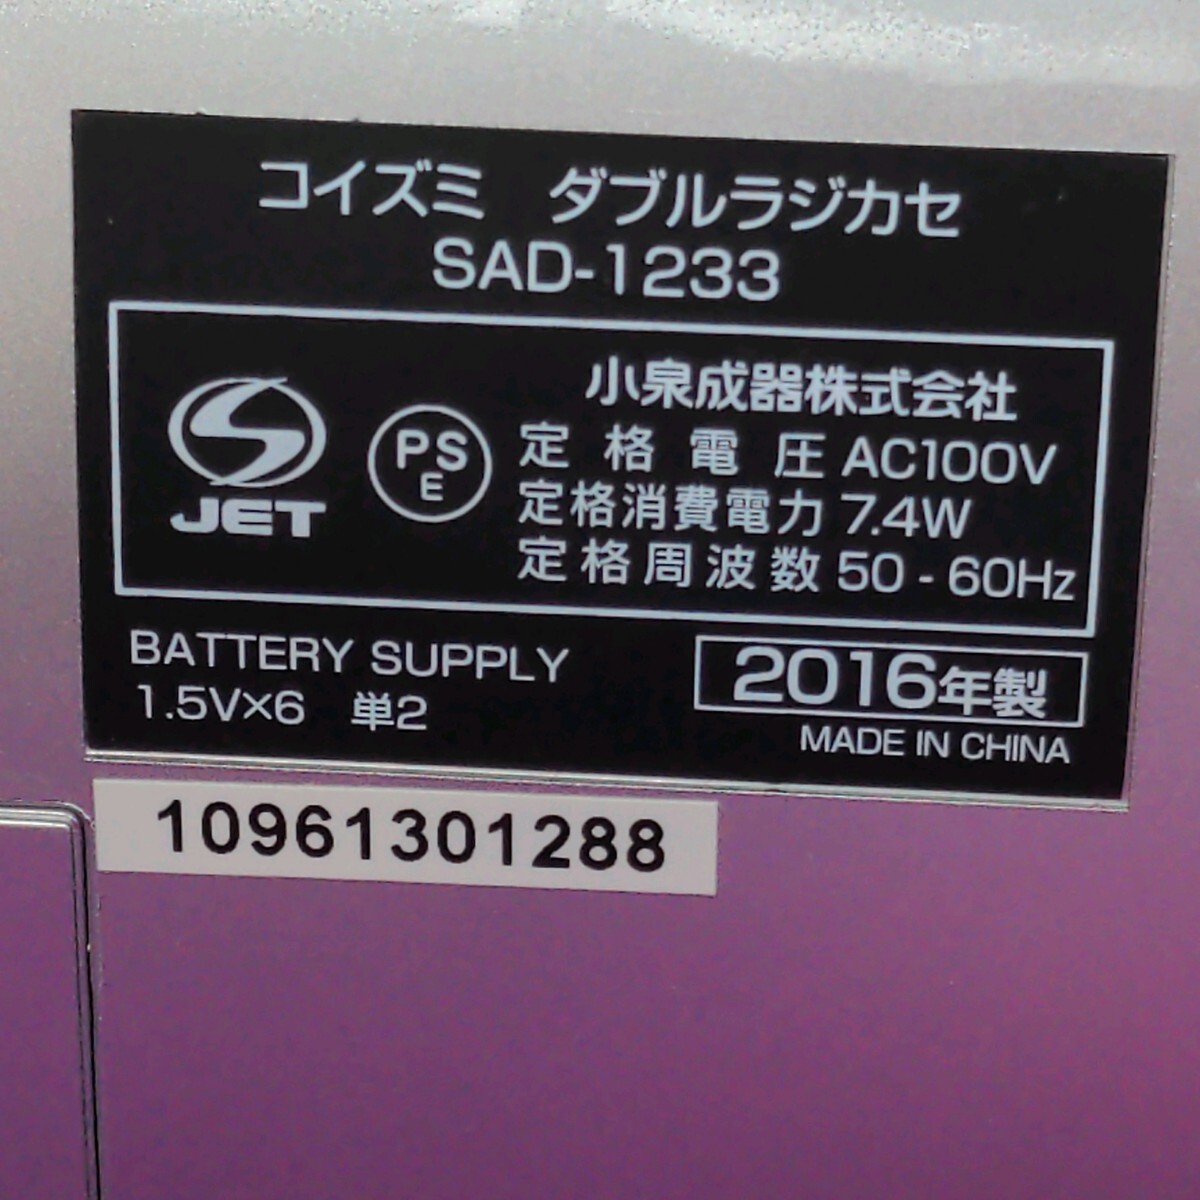 コイズミ ダブルラジカセ
SAD-1233
小泉成器株式会社
JET
PS
E
定格電圧 AC100V
定格消費電力 7.4W
定格周波数 50-60Hz
BATTERY SUPPLY
1.5V×6 単2
2016年製
MADE IN CHINA
10961301288